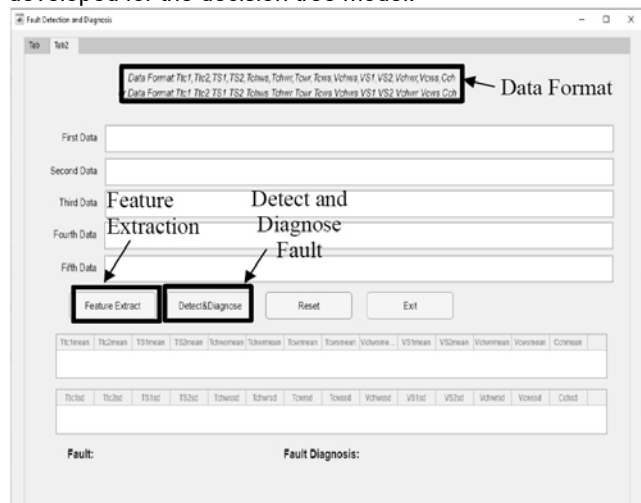 developed for the decision tree model.
Fault Detection and Diagnosis
Tab Tab2
Data Format Ttc1, Ttc2, TS1, TS2, Tchws, Tchwr, Tcwr, Tcws, Vchws, VS1, VS2, Vchwr, Vcws, Cch
Data Format Ttc1 Ttc2 TS1 TS2 Tchws Tchwr Tcwr Tcws Vchws VS1 VS2 Vchwr Vcws Cch
Data Format
First Data
Second Data
Third Data
Fourth Data
Fifth Data
Feature
Extraction
Detect and
Diagnose
Fault
Feature Extract Detect&Diagnose Reset Exit
Ttc1mean Ttc2mean TS1mean TS2mean Tchwsmean Tchwrmean Tcwrmean Tcwsmean Vchwsme... VS1mean VS2mean Vchwrmean Vcwsmean Cchmean
Ttc1sd Ttc2sd TS1sd TS2sd Tchwssd Tchwrsd Tcwrsd Tcwssd Vchwssd VS1sd VS2sd Vchwrsd Vcwssd Cchsd
Fault: Fault Diagnosis: